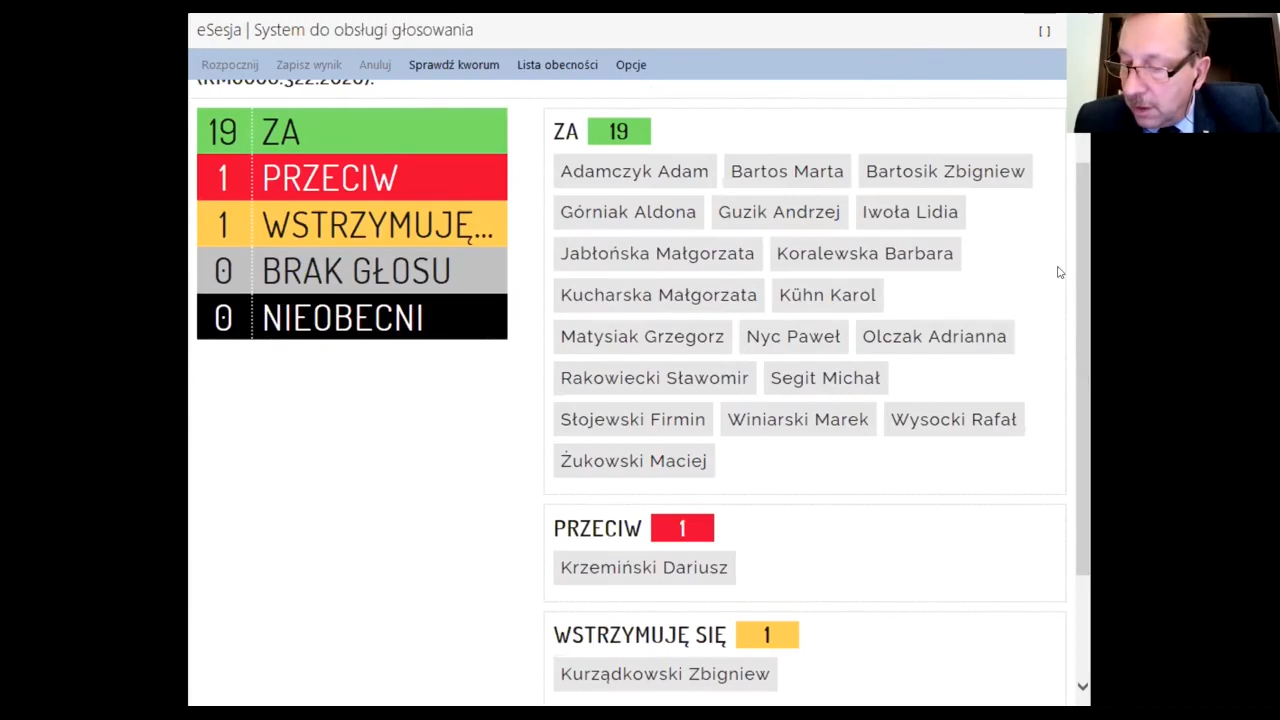 eSesja | System do obsługi głosowania
[ ]
Rozpocznij Zapisz wynik Anuluj Sprawdź kworum Lista obecności Opcje
(RM0000.322.2020).
19 ZA
1 PRZECIW
1 WSTRZYMUJĘ...
0 BRAK GŁOSU
0 NIEOBECNI
ZA 19
Adamczyk Adam Bartos Marta Bartosik Zbigniew
Górniak Aldona Guzik Andrzej Iwoła Lidia
Jabłońska Małgorzata Koralewska Barbara
Kucharska Małgorzata Kühn Karol
Matysiak Grzegorz Nyc Paweł Olczak Adrianna
Rakowiecki Sławomir Segit Michał
Słojewski Firmin Winiarski Marek Wysocki Rafał
Żukowski Maciej
PRZECIW 1
Krzemiński Dariusz
WSTRZYMUJĘ SIĘ 1
Kurządkowski Zbigniew